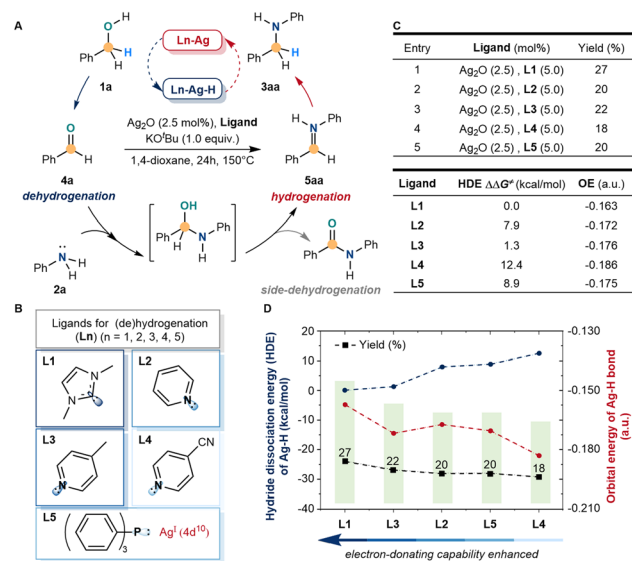 A
O
H
H
Ph
H
1a
Ln-Ag
Ln-Ag-H
Ph
N
H
H
Ph
H
3aa
Ag2O (2.5 mol%), Ligand
KOᵗBu (1.0 equiv.)
1,4-dioxane, 24h, 150°C
O
Ph
H
4a
dehydrogenation
Ph
N
H
Ph
H
5aa
hydrogenation
OH
Ph
H
N
H
Ph
O
Ph
N
H
Ph
side-dehydrogenation
Ph
N
H
H
2a
B
Ligands for (de)hydrogenation
(Ln) (n = 1, 2, 3, 4, 5)
L1
N
N
L2
N
L3
N
L4
CN
N
L5
( )3 P AgI (4d10)
C
Entry Ligand (mol%) Yield (%)
1 Ag2O (2.5) , L1 (5.0) 27
2 Ag2O (2.5) , L2 (5.0) 20
3 Ag2O (2.5) , L3 (5.0) 22
4 Ag2O (2.5) , L4 (5.0) 18
5 Ag2O (2.5) , L5 (5.0) 20
Ligand HDE ΔΔG≠ (kcal/mol) OE (a.u.)
L1 0.0 -0.163
L2 7.9 -0.172
L3 1.3 -0.176
L4 12.4 -0.186
L5 8.9 -0.175
D
Hydride dissociation energy (HDE)
of Ag-H (kcal/mol)
20
10
0
-10
-20
-30
-40
Yield (%)
27
22
20
20
18
-0.130
-0.150
-0.180
-0.210
Orbital energy of Ag-H bond
(a.u.)
L1 L3 L2 L5 L4
electron-donating capability enhanced